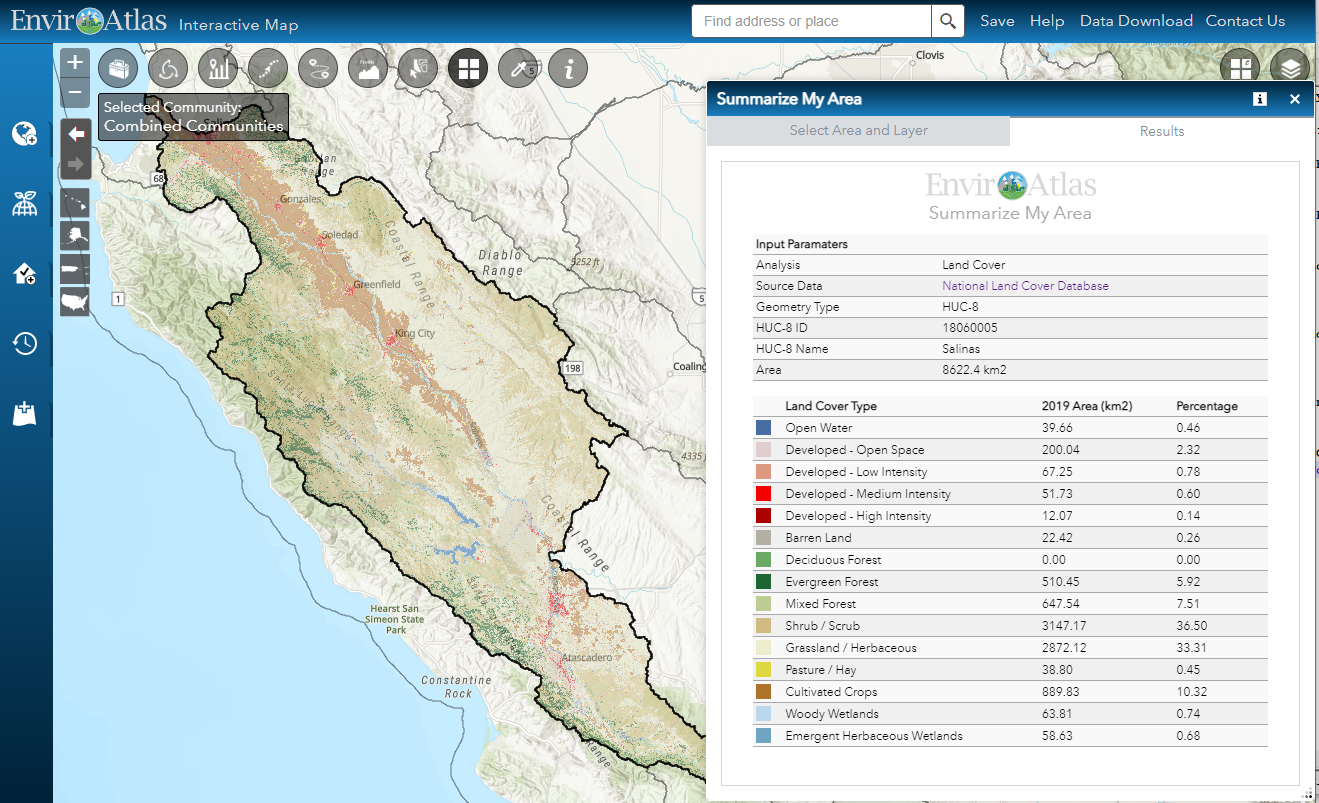 EnviroAtlas Interactive Map
Find address or place
Save Help Data Download Contact Us
Selected Community:
Combined Communities
Clovis
68
Gonzales
Soledad
Greenfield
King City
Coastal Range
Diablo
Range
5252 ft
5
5
1
198
Coaling
4335
Coastal Range
Hearst San
Simeon State
Park
Atascadero
Constantine
Rock
Range
Summarize My Area
Select Area and Layer
Results
EnviroAtlas
Summarize My Area
Input Paramaters
Analysis Land Cover
Source Data National Land Cover Database
Geometry Type HUC-8
HUC-8 ID 18060005
HUC-8 Name Salinas
Area 8622.4 km2
Land Cover Type 2019 Area (km2) Percentage
Open Water 39.66 0.46
Developed - Open Space 200.04 2.32
Developed - Low Intensity 67.25 0.78
Developed - Medium Intensity 51.73 0.60
Developed - High Intensity 12.07 0.14
Barren Land 22.42 0.26
Deciduous Forest 0.00 0.00
Evergreen Forest 510.45 5.92
Mixed Forest 647.54 7.51
Shrub / Scrub 3147.17 36.50
Grassland / Herbaceous 2872.12 33.31
Pasture / Hay 38.80 0.45
Cultivated Crops 889.83 10.32
Woody Wetlands 63.81 0.74
Emergent Herbaceous Wetlands 58.63 0.68